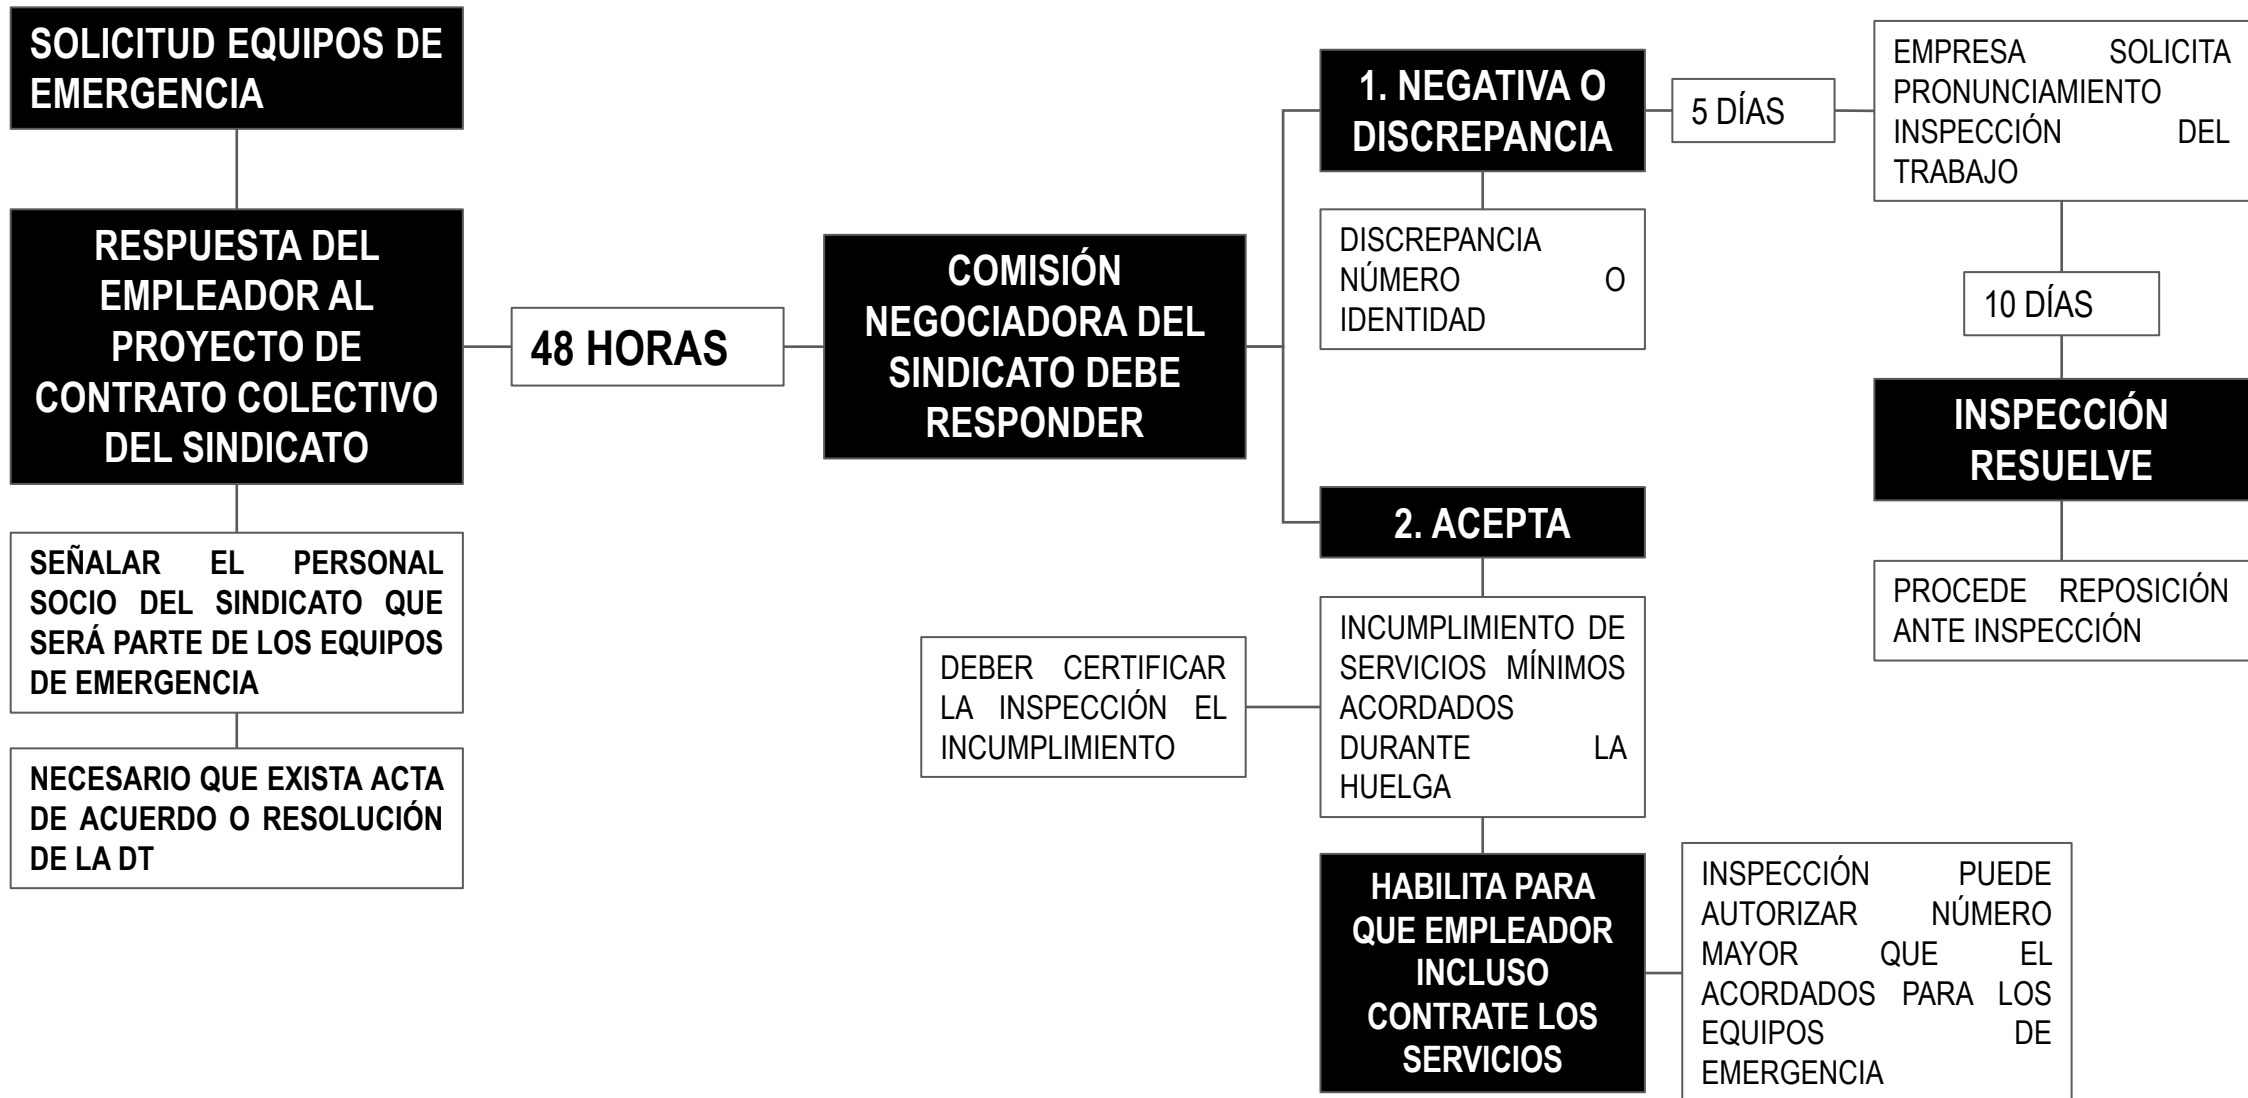 SOLICITUD EQUIPOS DE
EMERGENCIA
RESPUESTA DEL
EMPLEADOR AL
PROYECTO DE
CONTRATO COLECTIVO
DEL SINDICATO
SEÑALAR EL PERSONAL
SOCIO DEL SINDICATO QUE
SERÁ PARTE DE LOS EQUIPOS
DE EMERGENCIA
NECESARIO QUE EXISTA ACTA
DE ACUERDO O RESOLUCIÓN
DE LA DT
48 HORAS
COMISIÓN
NEGOCIADORA DEL
SINDICATO DEBE
RESPONDER
1. NEGATIVA O
DISCREPANCIA
DISCREPANCIA
NÚMERO O
IDENTIDAD
5 DÍAS
EMPRESA SOLICITA
PRONUNCIAMIENTO
INSPECCIÓN DEL
TRABAJO
10 DÍAS
INSPECCIÓN
RESUELVE
PROCEDE REPOSICIÓN
ANTE INSPECCIÓN
2. ACEPTA
INCUMPLIMIENTO DE
SERVICIOS MÍNIMOS
ACORDADOS
DURANTE LA
HUELGA
DEBER CERTIFICAR
LA INSPECCIÓN EL
INCUMPLIMIENTO
HABILITA PARA
QUE EMPLEADOR
INCLUSO
CONTRATE LOS
SERVICIOS
INSPECCIÓN PUEDE
AUTORIZAR NÚMERO
MAYOR QUE EL
ACORDADOS PARA LOS
EQUIPOS DE
EMERGENCIA